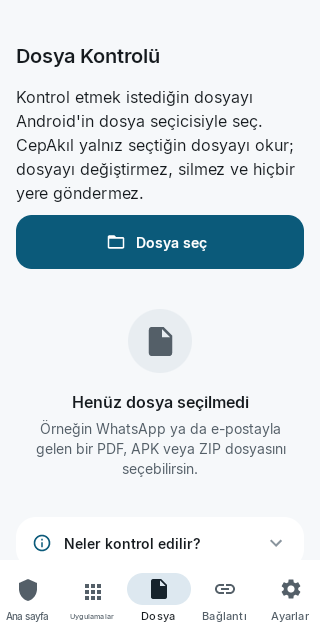 Dosya Kontrolü
Kontrol etmek istediğin dosyayı
Android'in dosya seçicisiyle seç.
CepAkıl yalnız seçtiğin dosyayı okur;
dosyayı değiştirmez, silmez ve hiçbir
yere göndermez.
Dosya seç
Henüz dosya seçilmedi
Örneğin WhatsApp ya da e-postayla
gelen bir PDF, APK veya ZIP dosyasını
seçebilirsin.
Neler kontrol edilir?
Ana sayfa
Uygulamalar
Dosya
Bağlantı
Ayarlar